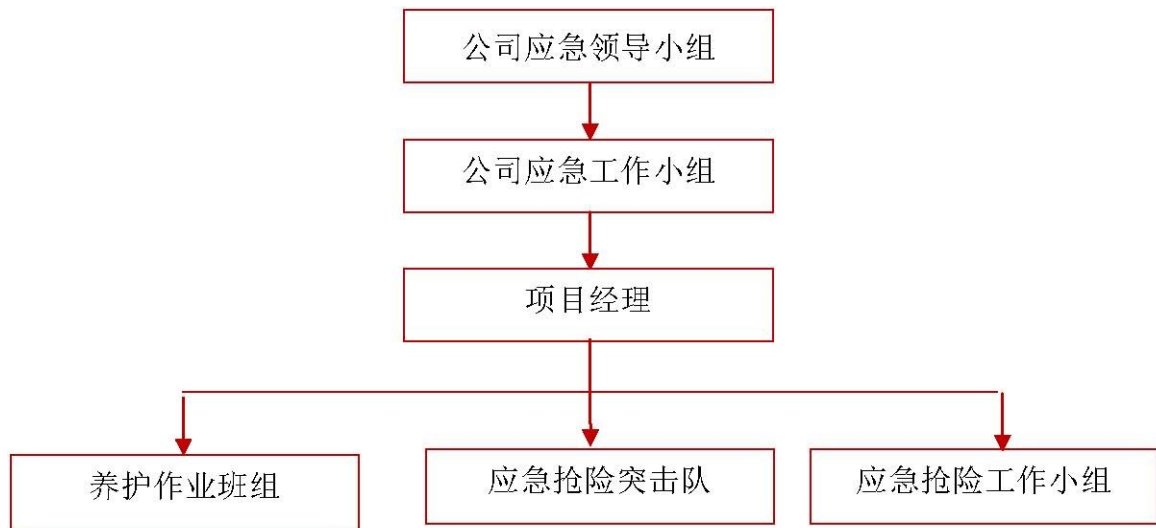 公司应急领导小组
公司应急工作小组
项目经理
养护作业班组
应急抢险突击队
应急抢险工作小组